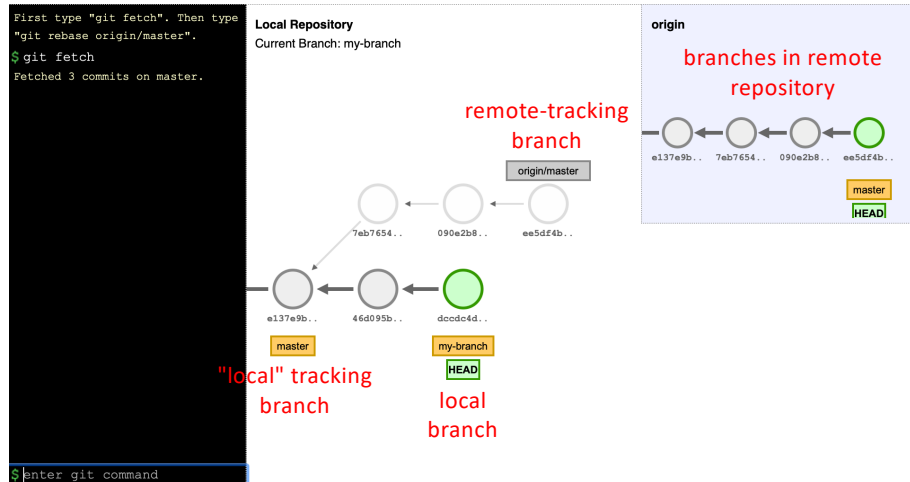 First type "git fetch". Then type
"git rebase origin/master".
$ git fetch
Fetched 3 commits on master.
$ enter git command
Local Repository
Current Branch: my-branch
remote-tracking
branch
origin/master
7eb7654..
090e2b8..
ee5df4b..
e137e9b..
46d095b..
dccdc4d..
master
my-branch
HEAD
"local" tracking
branch
local
branch
origin
branches in remote
repository
e137e9b..
7eb7654..
090e2b8..
ee5df4b..
master
HEAD